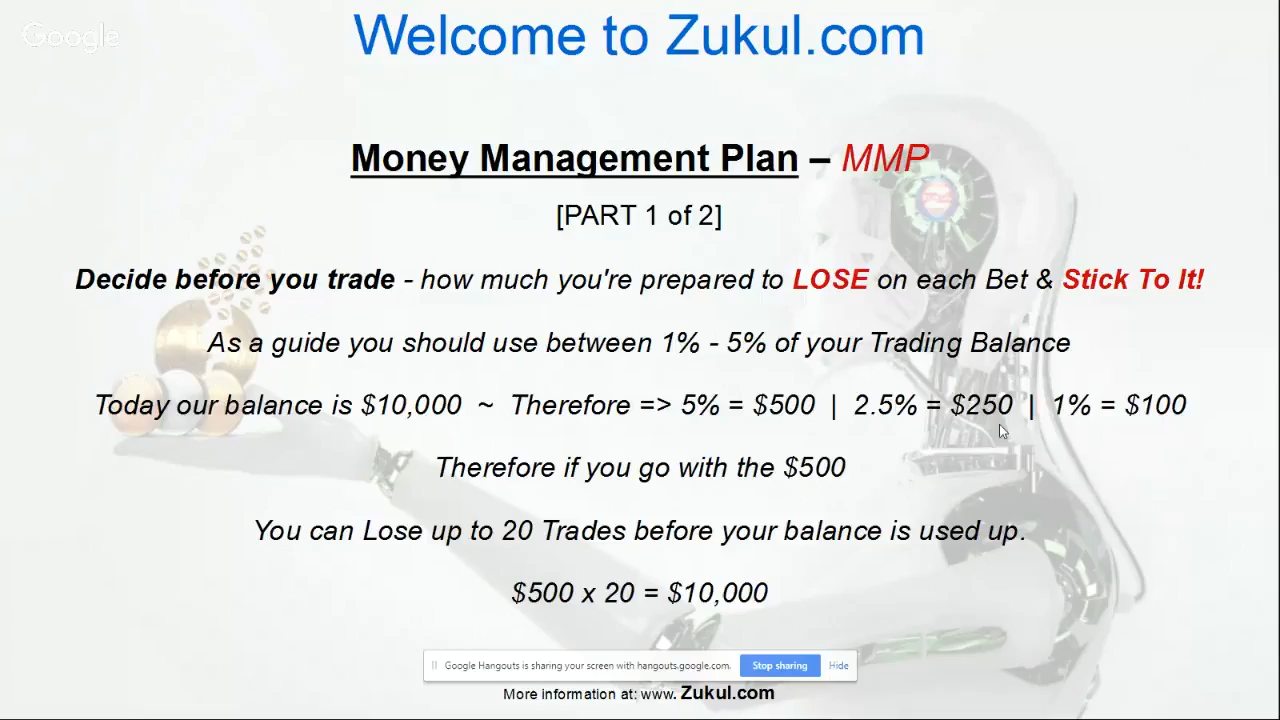 Google
Welcome to Zukul.com
Money Management Plan – MMP
[PART 1 of 2]
Decide before you trade - how much you're prepared to LOSE on each Bet & Stick To It!
As a guide you should use between 1% - 5% of your Trading Balance
Today our balance is $10,000 ~ Therefore => 5% = $500 | 2.5% = $250 | 1% = $100
Therefore if you go with the $500
You can Lose up to 20 Trades before your balance is used up.
$500 x 20 = $10,000
Google Hangouts is sharing your screen with hangouts.google.com. Stop sharing Hide
More information at: www. Zukul.com